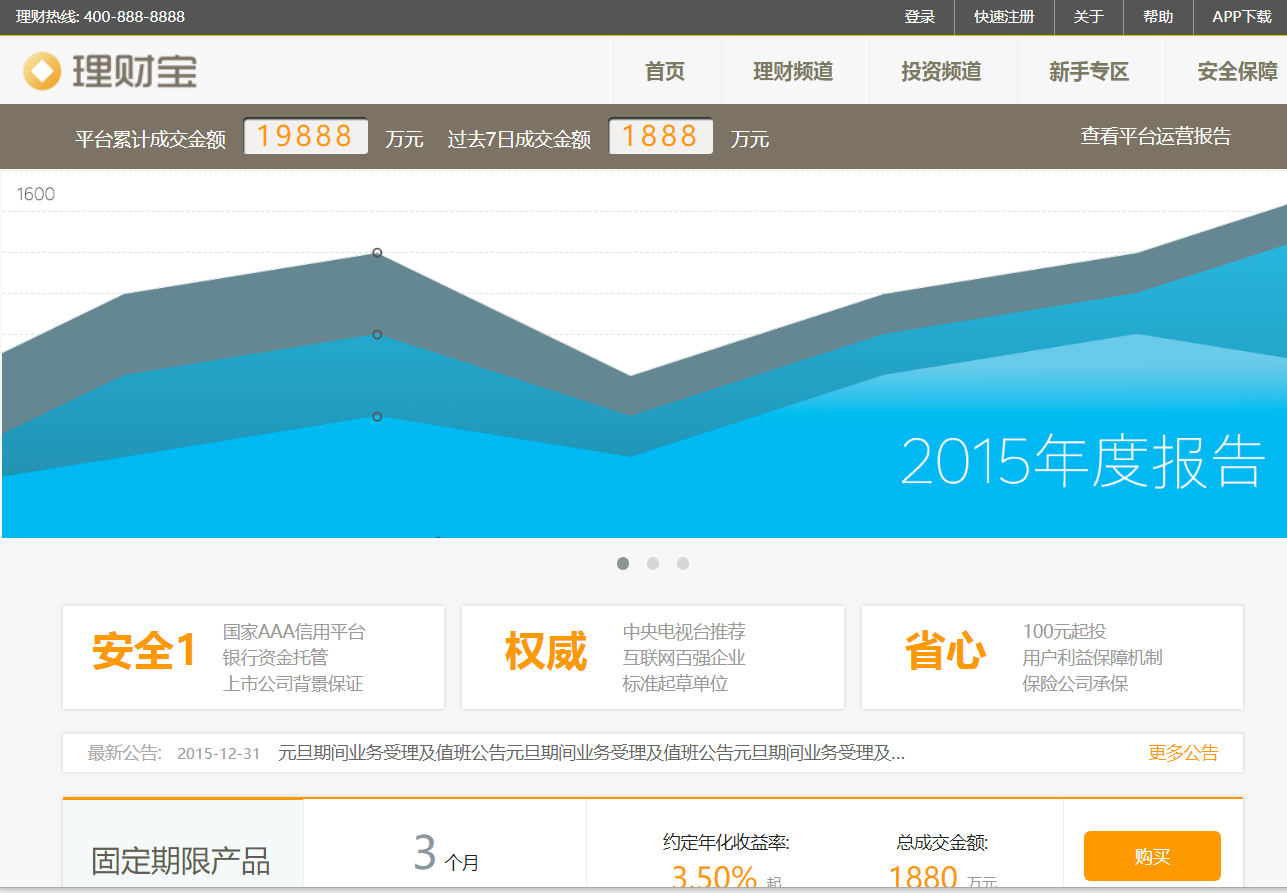 理财热线: 400-888-8888 登录 快速注册 关于 帮助 APP下载
理财宝 首页 理财频道 投资频道 新手专区 安全保障
平台累计成交金额 19888 万元 过去7日成交金额 1888 万元 查看平台运营报告
1600
2015年度报告
安全1
国家AAA信用平台
银行资金托管
上市公司背景保证
权威
中央电视台推荐
互联网百强企业
标准起草单位
省心
100元起投
用户利益保障机制
保险公司承保
最新公告: 2015-12-31 元旦期间业务受理及值班公告元旦期间业务受理及值班公告元旦期间业务受理及... 更多公告
固定期限产品
3 个月
约定年化收益率:
3.50% 起
总成交金额:
1880 万元
购买